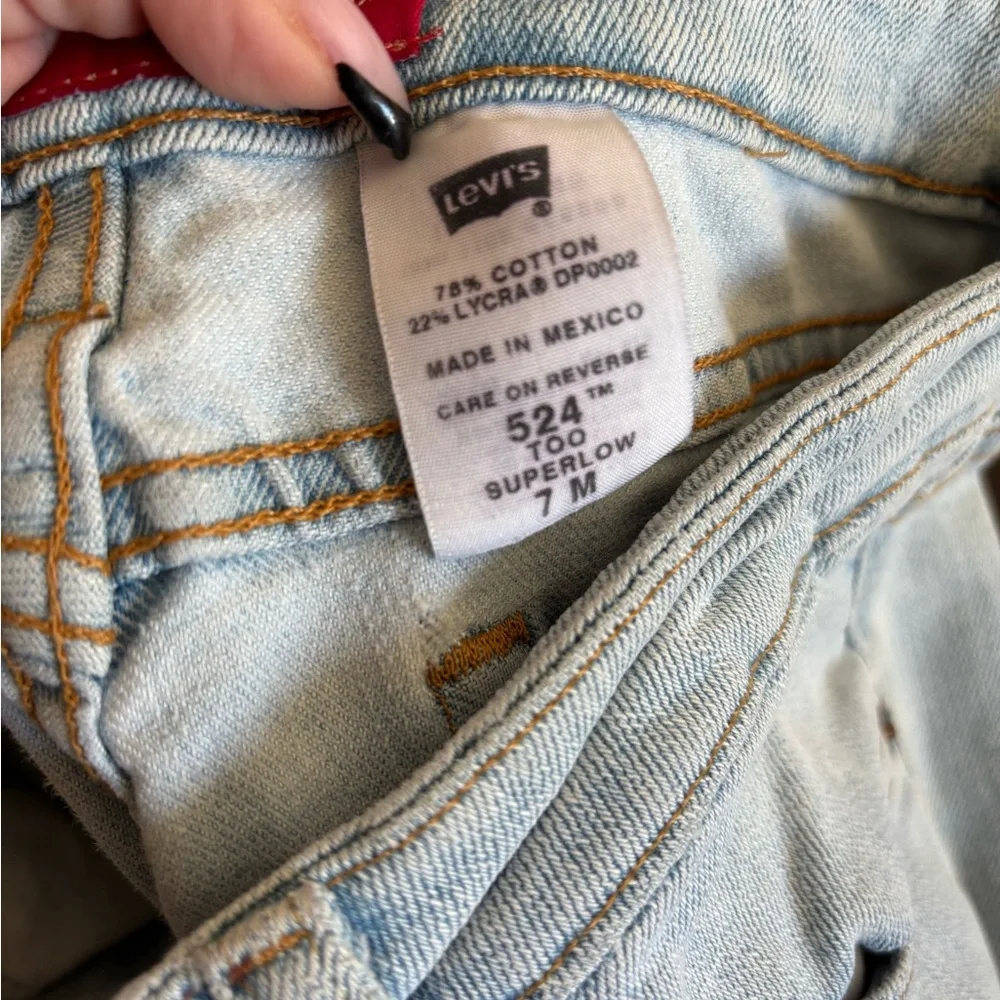 LEVI'S
®
78% COTTON
22% LYCRA® DP0002
MADE IN MEXICO
CARE ON REVERSE
524™
TOO
SUPERLOW
7 M